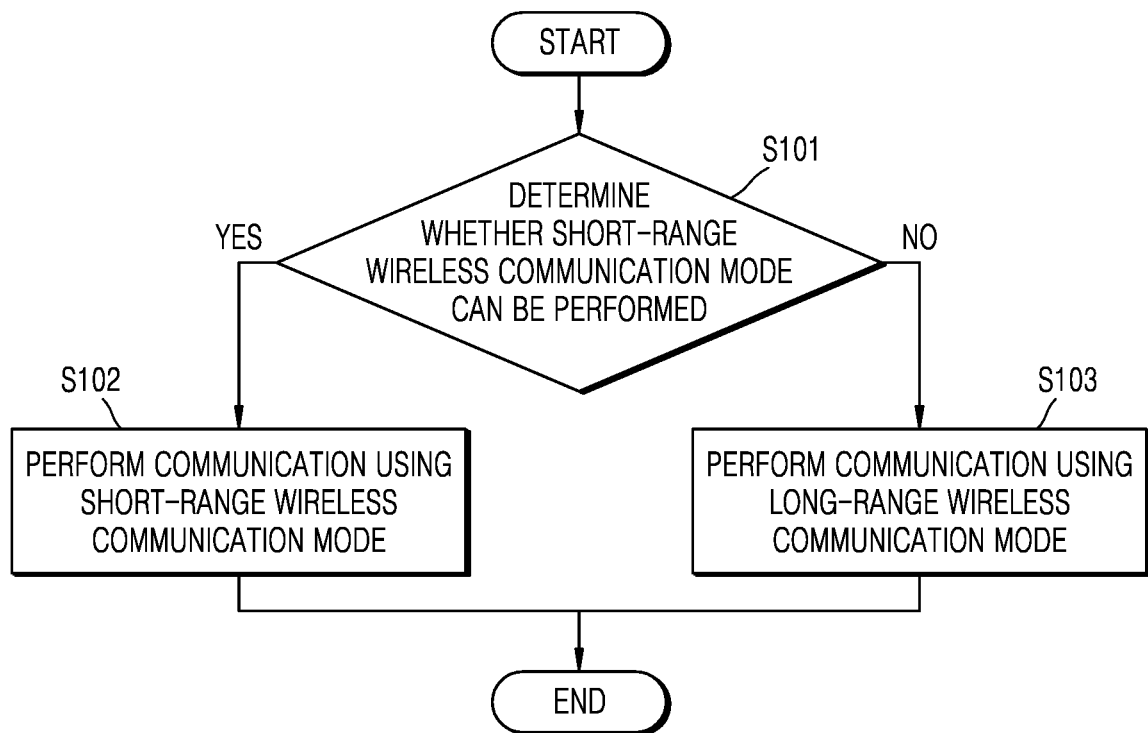 START
S101
DETERMINE
WHETHER SHORT-RANGE
WIRELESS COMMUNICATION MODE
CAN BE PERFORMED
YES
NO
S102
PERFORM COMMUNICATION USING
SHORT-RANGE WIRELESS
COMMUNICATION MODE
S103
PERFORM COMMUNICATION USING
LONG-RANGE WIRELESS
COMMUNICATION MODE
END